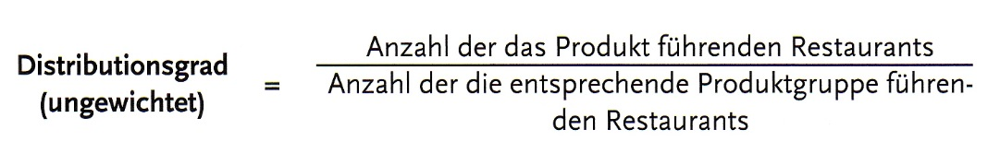 Distributionsgrad
(ungewichtet)
=
Anzahl der das Produkt führenden Restaurants
Anzahl der die entsprechende Produktgruppe führen-
den Restaurants